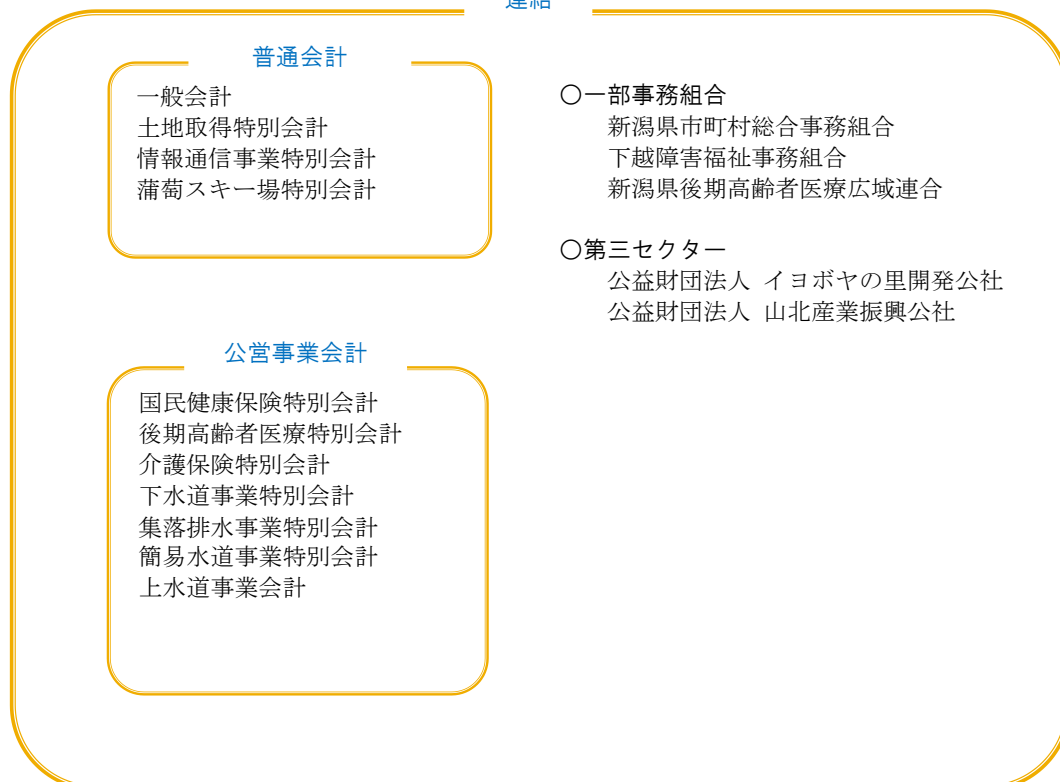 連結
普通会計
一般会計
土地取得特別会計
情報通信事業特別会計
蒲萄スキー場特別会計
公営事業会計
国民健康保険特別会計
後期高齢者医療特別会計
介護保険特別会計
下水道事業特別会計
集落排水事業特別会計
簡易水道事業特別会計
上水道事業会計
〇一部事務組合
新潟県市町村総合事務組合
下越障害福祉事務組合
新潟県後期高齢者医療広域連合
〇第三セクター
公益財団法人 イヨボヤの里開発公社
公益財団法人 山北産業振興公社